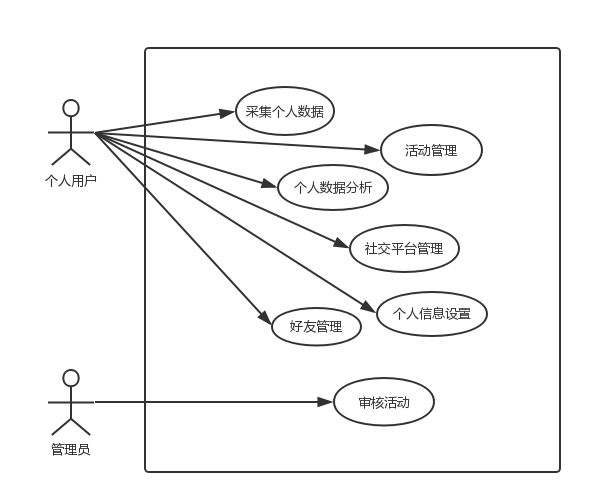 采集个人数据
活动管理
个人用户
个人数据分析
社交平台管理
个人信息设置
好友管理
审核活动
管理员